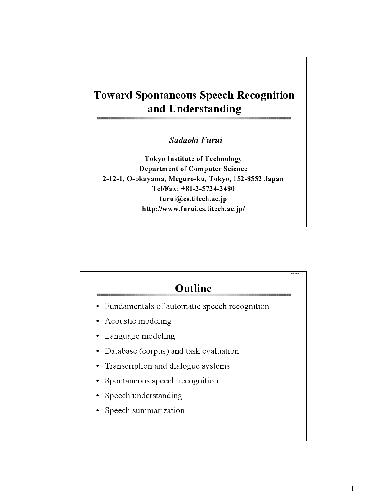 Toward Spontaneous Speech Recognition
and Understanding
Sadaoki Furui
Tokyo Institute of Technology
Department of Computer Science
2-12-1, O-okayama, Meguro-ku, Tokyo, 152-8552 Japan
Tel/Fax: +81-3-5734-3480
furui@cs.titech.ac.jp
http://www.furui.cs.titech.ac.jp/
Outline
• Fundamentals of automatic speech recognition
• Acoustic modeling
• Language modeling
• Database (corpus) and task evaluation
• Transcription and dialogue systems
• Spontaneous speech recognition
• Speech understanding
• Speech summarization
1